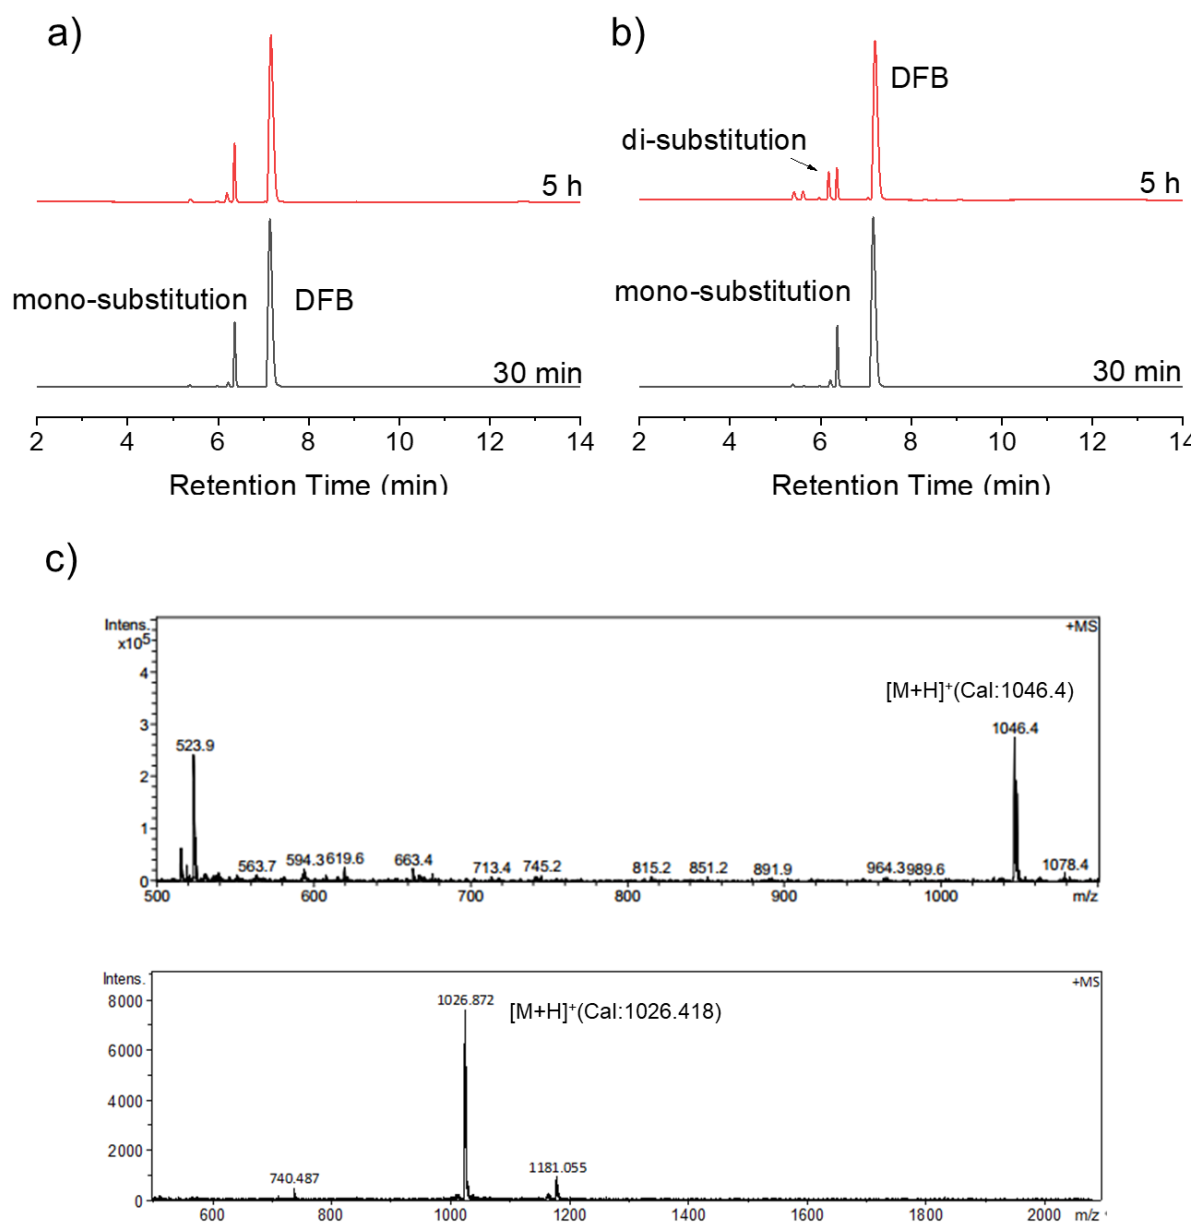 a)
b)
DFB
di-substitution
5 h
5 h
mono-substitution
DFB
mono-substitution
30 min
30 min
2 4 6 8 10 12 14
2 4 6 8 10 12 14
Retention Time (min)
Retention Time (min)
c)
Intens.
x10⁵
+MS
[M+H]⁺(Cal:1046.4)
4
3
2
1
0
523.9
563.7
594.3
619.6
663.4
713.4
745.2
815.2
851.2
891.9
964.3
989.6
1046.4
1078.4
500 600 700 800 900 1000 m/z
Intens.
+MS
8000
6000
4000
2000
0
1026.872
[M+H]⁺(Cal:1026.418)
740.487
1181.055
600 800 1000 1200 1400 1600 1800 2000 m/z